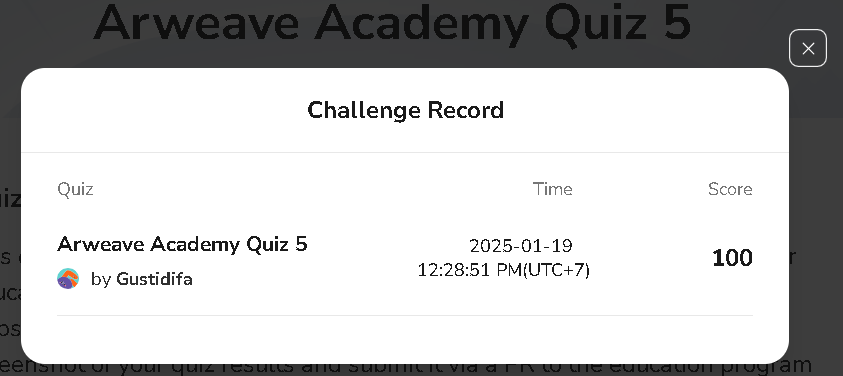 Arweave Academy Quiz 5
Challenge Record
Quiz Time Score
Arweave Academy Quiz 5
2025-01-19
12:28:51 PM(UTC+7)
100
by Gustidifa
eenshot of your quiz results and submit it via a PR to the education program